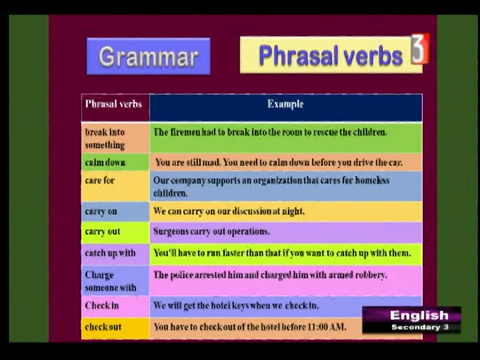 Grammar
Phrasal verbs
3
Phrasal verbs Example
break into something The firemen had to break into the room to rescue the children.
calm down You are still mad. You need to calm down before you drive the car.
care for Our company supports an organization that cares for homeless
children.
carry on We can carry on our discussion at night.
carry out Surgeons carry out operations.
catch up with You'll have to run faster than that if you want to catch up with them.
Charge someone with The police arrested him and charged him with armed robbery.
Check in We will get the hotel keys when we check in.
check out You have to check out of the hotel before 11:00 AM.
English
Secondary 3